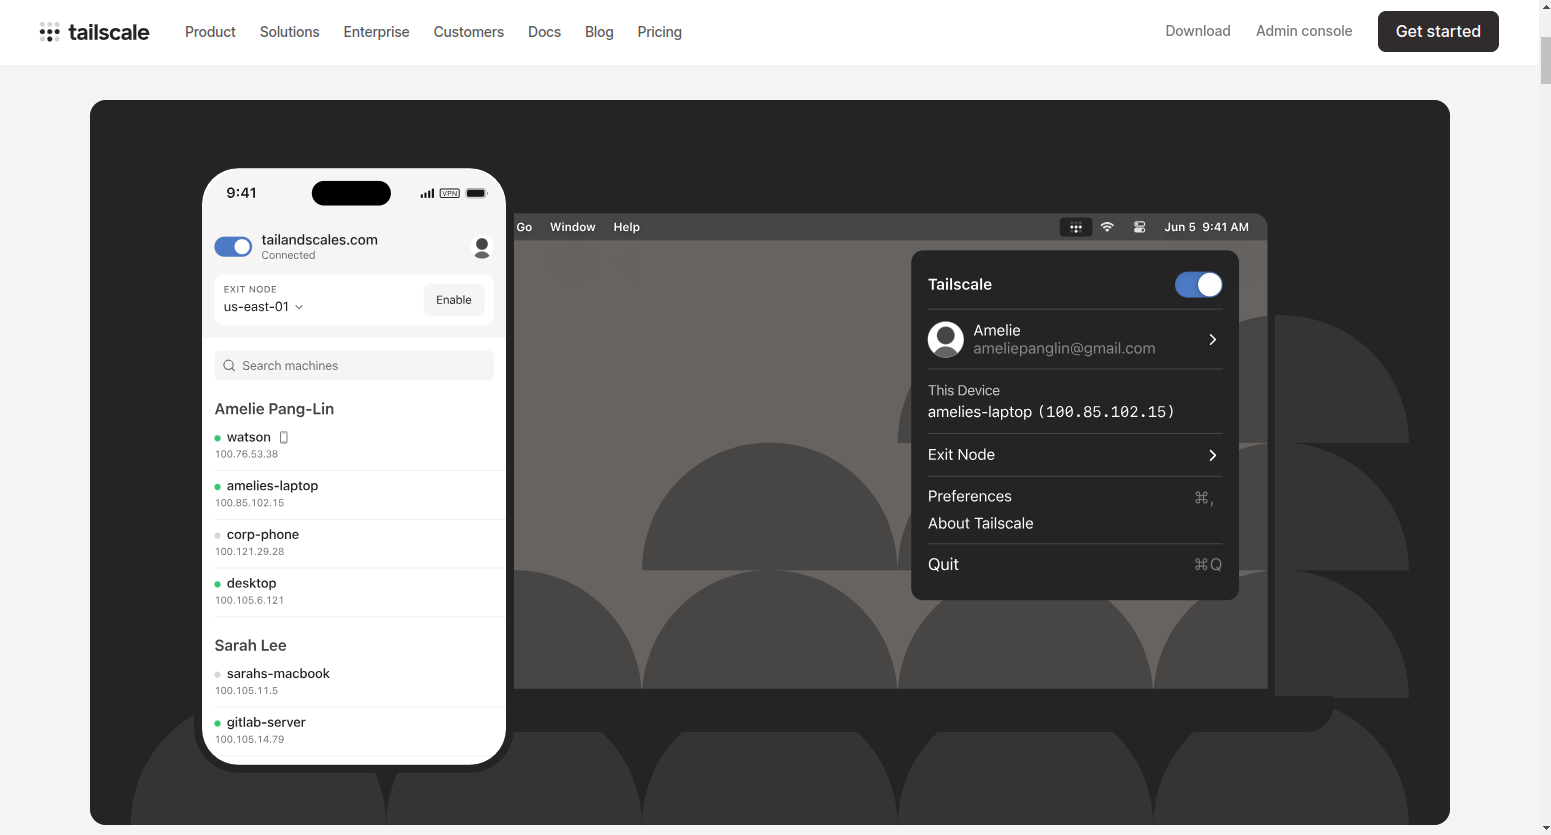 tailscale
Product Solutions Enterprise Customers Docs Blog Pricing
Download Admin console Get started
9:41
VPN
tailandscales.com
Connected
EXIT NODE
us-east-01
Enable
Search machines
Amelie Pang-Lin
watson
100.76.53.38
amelies-laptop
100.85.102.15
corp-phone
100.121.29.28
desktop
100.105.6.121
Sarah Lee
sarahs-macbook
100.105.11.5
gitlab-server
100.105.14.79
Go Window Help
Jun 5 9:41 AM
Tailscale
Amelie
ameliepanglin@gmail.com
This Device
amelies-laptop (100.85.102.15)
Exit Node
Preferences ⌘,
About Tailscale
Quit ⌘Q